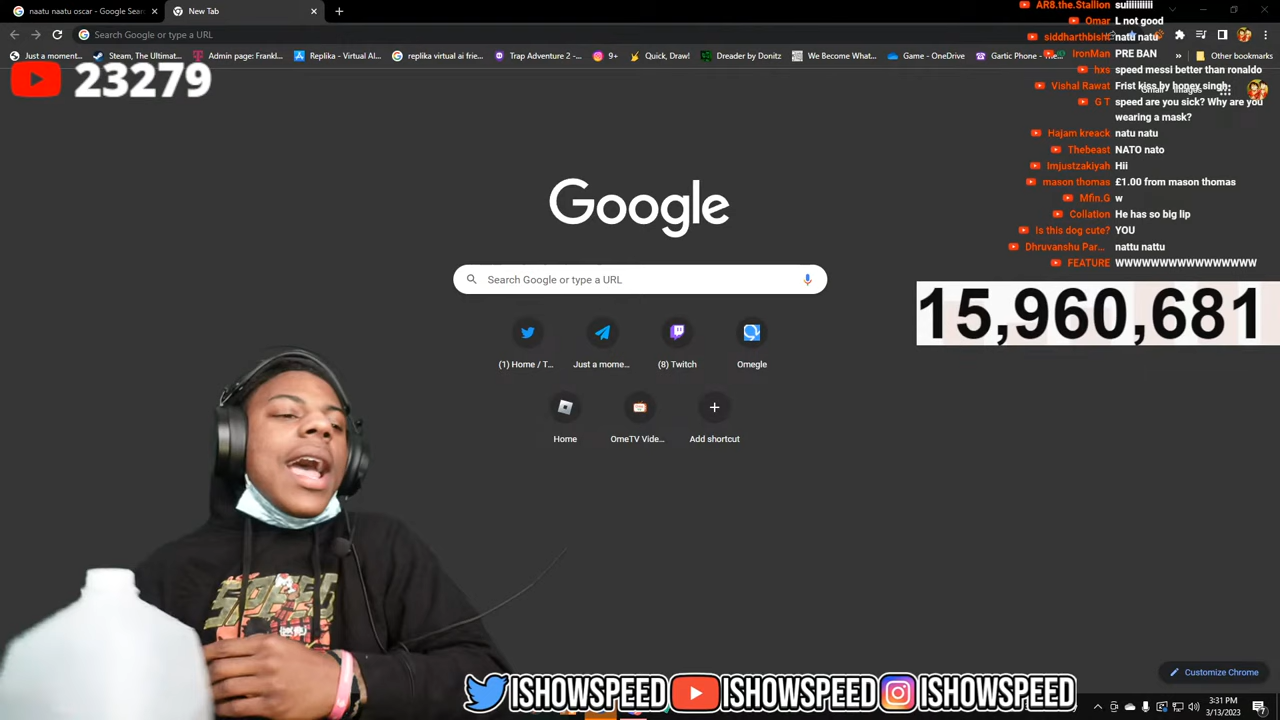 naatu naatu oscar - Google Sear
New Tab
Search Google or type a URL
Just a moment...
Steam, The Ultimat...
Admin page: Frankl...
Replika - Virtual AI...
replika virtual ai frie...
Trap Adventure 2 -...
9+
Quick, Draw!
Dreader by Donitz
We Become What...
Game - OneDrive
Gartic Phone
Other bookmarks
23279
AR8.the.Stallion suiiiiiiiiii
Omar L not good
siddharthbisht natu natu
IronMan PRE BAN
hxs speed messi better than ronaldo
Vishal Rawat Frist kiss by honey singh
G T speed are you sick? Why are you
wearing a mask?
Hajam kreack natu natu
Thebeast NATO nato
Imjustzakiyah Hii
mason thomas £1.00 from mason thomas
Mfin.G w
Collation He has so big lip
Is this dog cute? YOU
Dhruvanshu Par... nattu nattu
FEATURE WWWWWWWWWWWWWWWWW
15,960,681
Google
Search Google or type a URL
(1) Home / T...
Just a mome...
(8) Twitch
Omegle
Home
OmeTV Vide...
Add shortcut
Customize Chrome
ISHOWSPEED ISHOWSPEED ISHOWSPEED
3:31 PM
3/13/2023